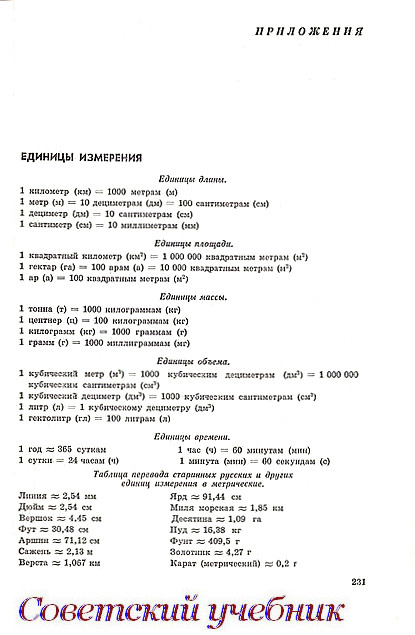 ПРИЛОЖЕНИЯ
ЕДИНИЦЫ ИЗМЕРЕНИЯ
Единицы длины.
1 километр (км) = 1000 метрам (м)
1 метр (м) = 10 дециметрам (дм) = 100 сантиметрам (см)
1 дециметр (дм) = 10 сантиметрам (см)
1 сантиметр (см) = 10 миллиметрам (мм)
Единицы площади.
1 квадратный километр (км²) = 1 000 000 квадратным метрам (м²)
1 гектар (га) = 100 арам (а) = 10 000 квадратным метрам (м²)
1 ар (а) = 100 квадратным метрам (м²)
Единицы массы.
1 тонна (т) = 1000 килограммам (кг)
1 центнер (ц) = 100 килограммам (кг)
1 килограмм (кг) = 1000 граммам (г)
1 грамм (г) = 1000 миллиграммам (мг)
Единицы объема.
1 кубический метр (м³) = 1000 кубическим дециметрам (дм³) = 1 000 000
кубическим сантиметрам (см³)
1 кубический дециметр (дм³) = 1000 кубическим сантиметрам (см³)
1 литр (л) = 1 кубическому дециметру (дм³)
1 гектолитр (гл) = 100 литрам (л)
Единицы времени.
1 год ≈ 365 суткам 1 час (ч) = 60 минутам (мин)
1 сутки = 24 часам (ч) 1 минута (мин) = 60 секундам (с)
Таблица перевода старинных русских и других
единиц измерения в метрические.
Линия ≈ 2,54 мм Ярд ≈ 91,44 см
Дюйм ≈ 2,54 см Миля морская ≈ 1,85 км
Вершок ≈ 4,45 см Десятина ≈ 1,09 га
Фут ≈ 30,48 см Пуд ≈ 16,38 кг
Аршин ≈ 71,12 см Фунт ≈ 409,5 г
Сажень ≈ 2,13 м Золотник ≈ 4,27 г
Верста ≈ 1,067 км Карат (метрический) ≈ 0,2 г
231
Советский учебник